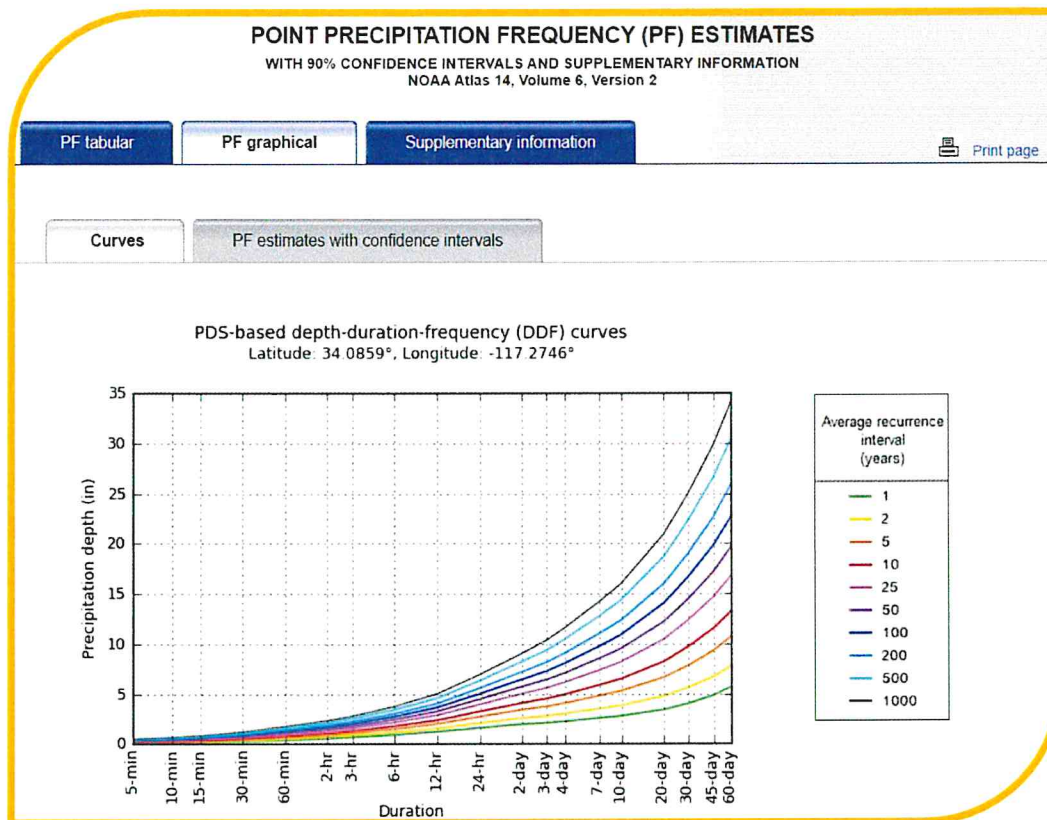 POINT PRECIPITATION FREQUENCY (PF) ESTIMATES
WITH 90% CONFIDENCE INTERVALS AND SUPPLEMENTARY INFORMATION
NOAA Atlas 14, Volume 6, Version 2
PF tabular
PF graphical
Supplementary information
Print page
Curves
PF estimates with confidence intervals
PDS-based depth-duration-frequency (DDF) curves
Latitude: 34.0859°, Longitude: -117.2746°
Precipitation depth (in)
35
30
25
20
15
10
5
0
5-min
10-min
15-min
30-min
60-min
2-hr
3-hr
6-hr
12-hr
24-hr
2-day
3-day
4-day
7-day
10-day
20-day
30-day
45-day
60-day
Duration
Average recurrence
interval
(years)
1
2
5
10
25
50
100
200
500
1000